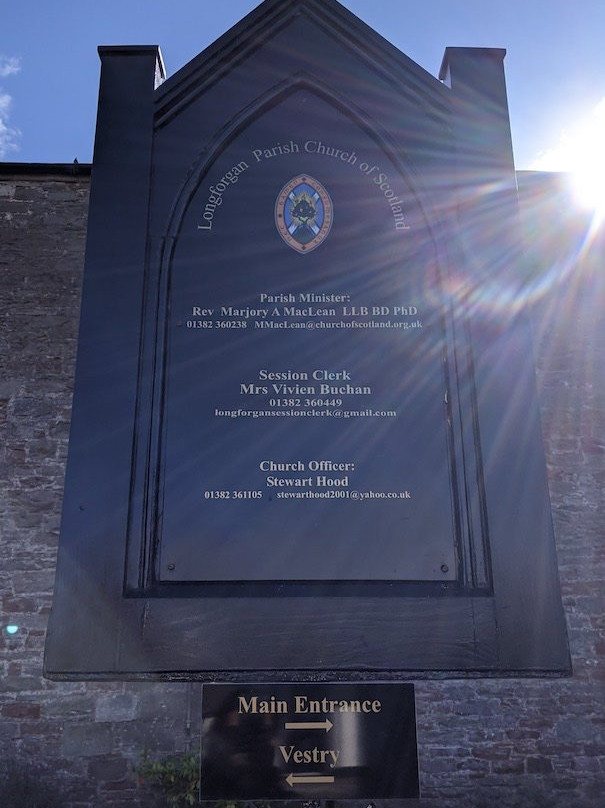 Longforgan Parish Church of Scotland
Parish Minister:
Rev Marjory A MacLean LLB BD PhD
01382 360238 MMacLean@churchofscotland.org.uk
Session Clerk
Mrs Vivien Buchan
01382 360449
longforgansessionclerk@gmail.com
Church Officer:
Stewart Hood
01382 361105 stewarthood2001@yahoo.co.uk
Main Entrance
Vestry